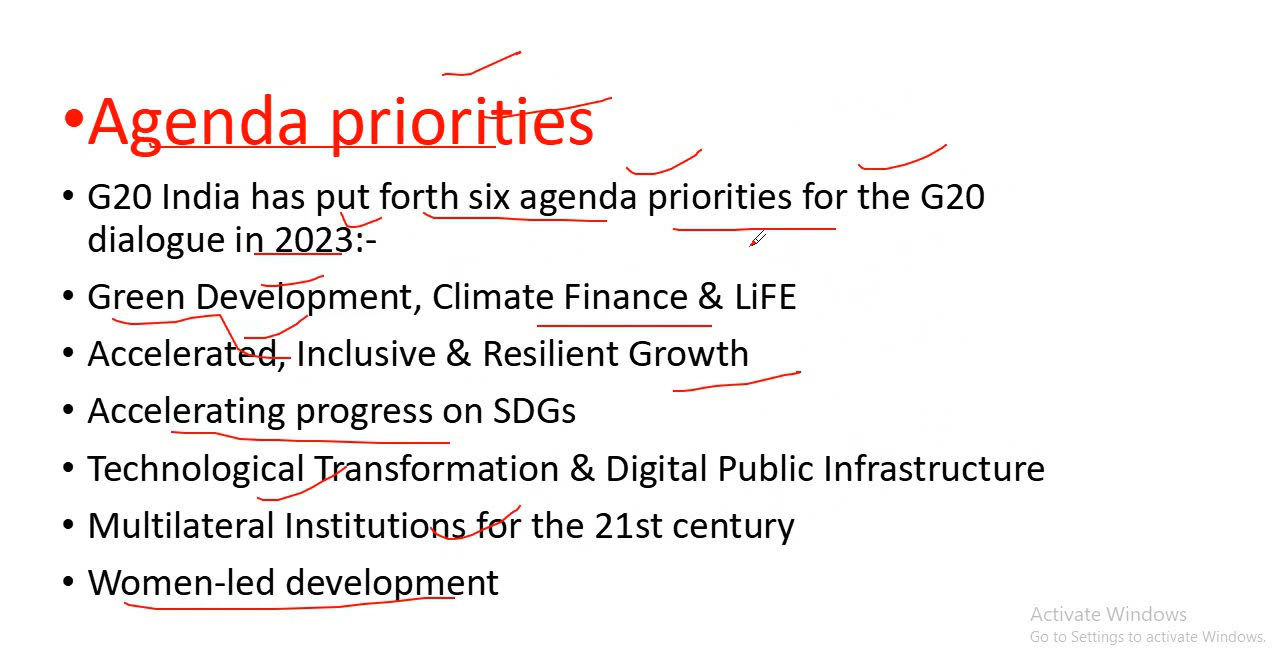 •Agenda priorities
• G20 India has put forth six agenda priorities for the G20
dialogue in 2023:-
• Green Development, Climate Finance & LiFE
• Accelerated, Inclusive & Resilient Growth
• Accelerating progress on SDGs
• Technological Transformation & Digital Public Infrastructure
• Multilateral Institutions for the 21st century
• Women-led development
Activate Windows
Go to Settings to activate Windows.